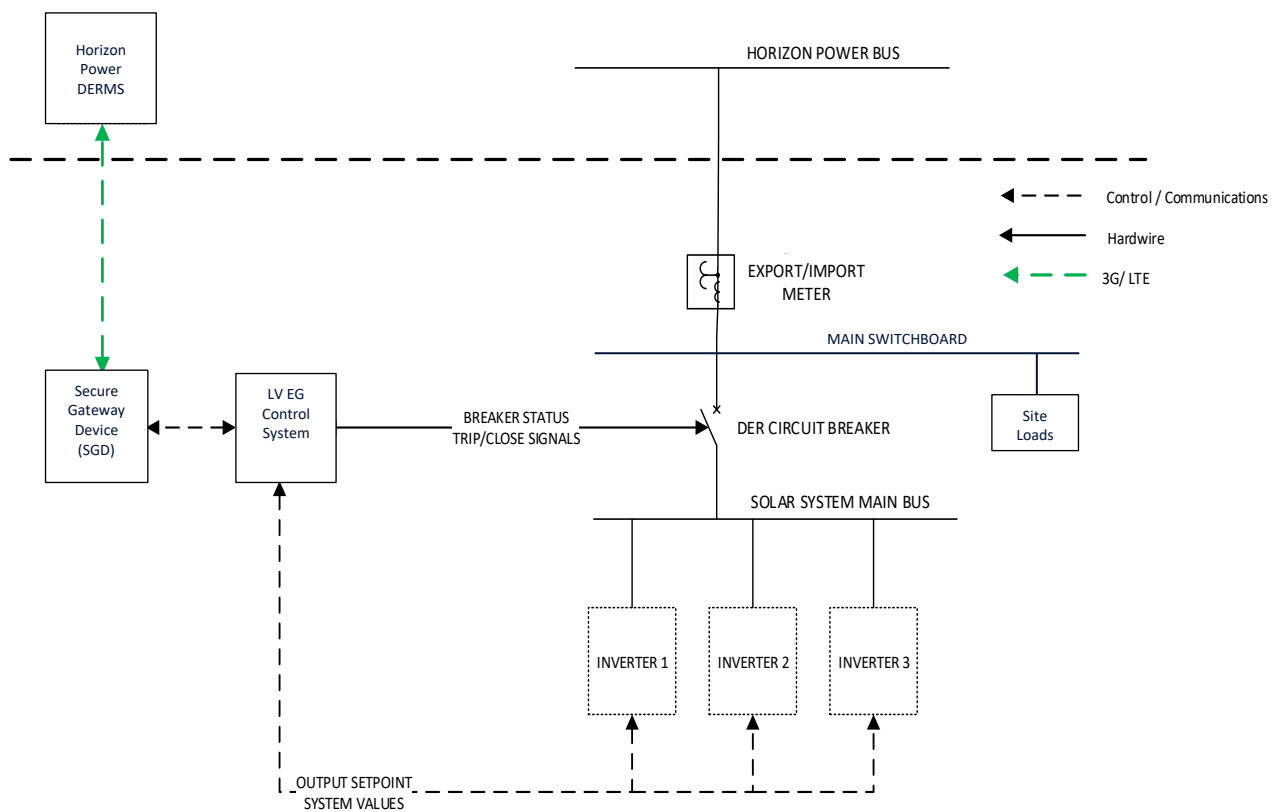 Horizon
Power
DERMS
HORIZON POWER BUS
Control / Communications
Hardwire
3G/ LTE
EXPORT/IMPORT
METER
MAIN SWITCHBOARD
Secure
Gateway
Device
(SGD)
LV EG
Control
System
BREAKER STATUS
TRIP/CLOSE SIGNALS
DER CIRCUIT BREAKER
Site
Loads
SOLAR SYSTEM MAIN BUS
INVERTER 1
INVERTER 2
INVERTER 3
OUTPUT SETPOINT
SYSTEM VALUES